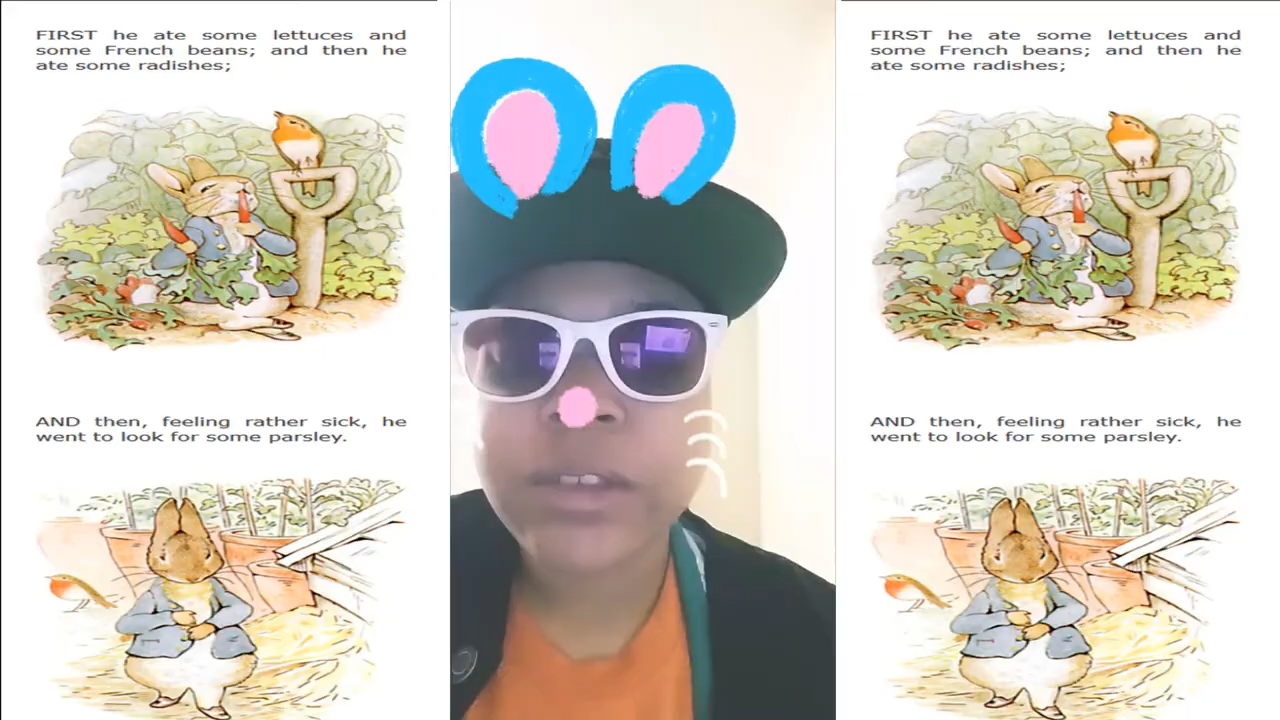 FIRST he ate some lettuces and
some French beans; and then he
ate some radishes;
AND then, feeling rather sick, he
went to look for some parsley.
FIRST he ate some lettuces and
some French beans; and then he
ate some radishes;
AND then, feeling rather sick, he
went to look for some parsley.